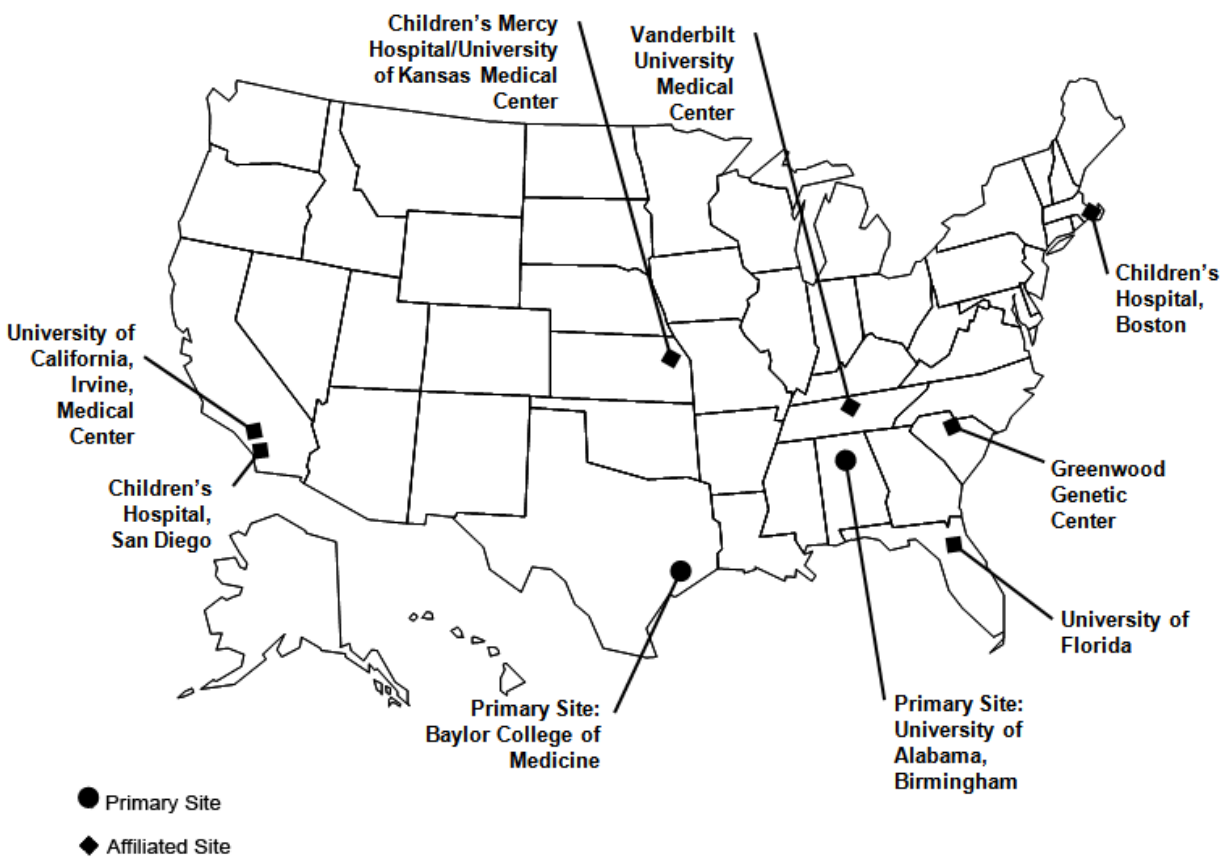 Children's Mercy
Hospital/University
of Kansas Medical
Center
Vanderbilt
University
Medical
Center
Children's
Hospital,
Boston
University of
California,
Irvine,
Medical
Center
Children's
Hospital,
San Diego
Greenwood
Genetic
Center
University of
Florida
Primary Site:
Baylor College of
Medicine
Primary Site:
University of
Alabama,
Birmingham
Primary Site
Affiliated Site